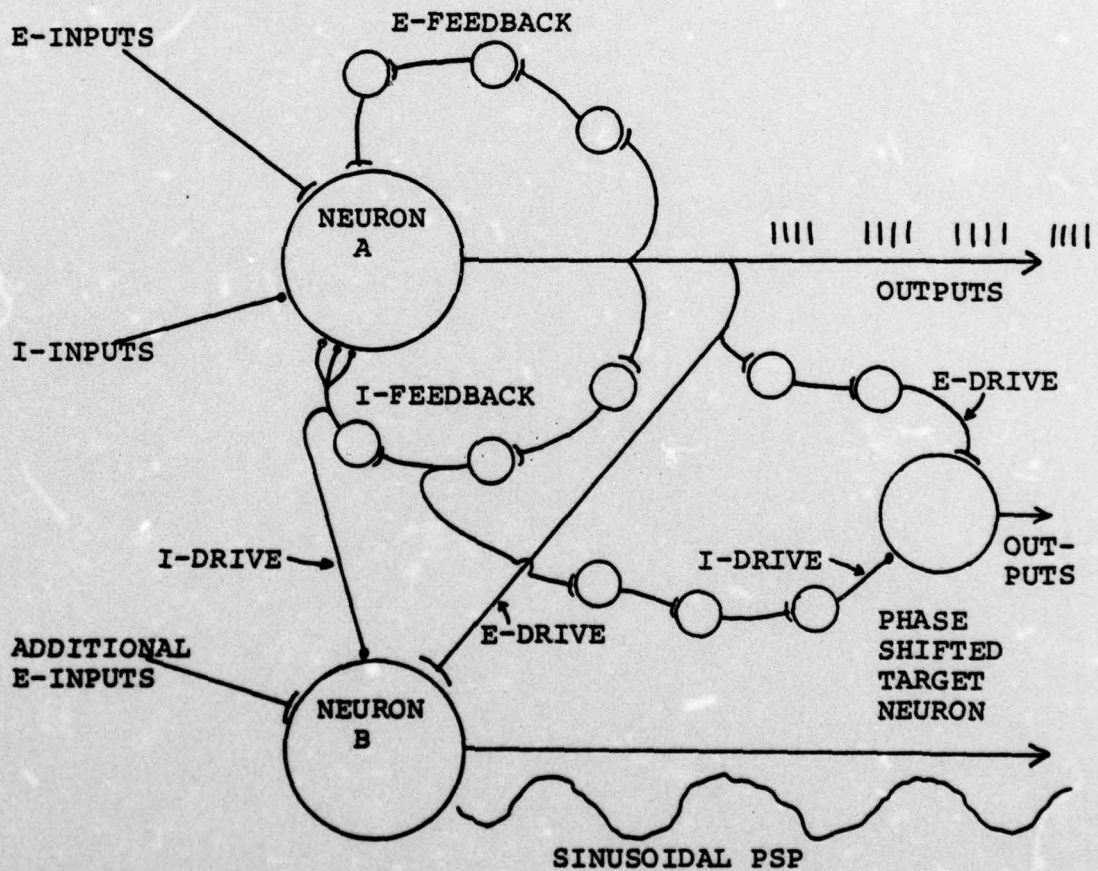 E-FEEDBACK
E-INPUTS
NEURON
A
OUTPUTS
I-INPUTS
I-FEEDBACK
E-DRIVE
I-DRIVE
I-DRIVE
OUT-
PUTS
E-DRIVE
PHASE
SHIFTED
TARGET
NEURON
ADDITIONAL
E-INPUTS
NEURON
B
SINUSOIDAL PSP